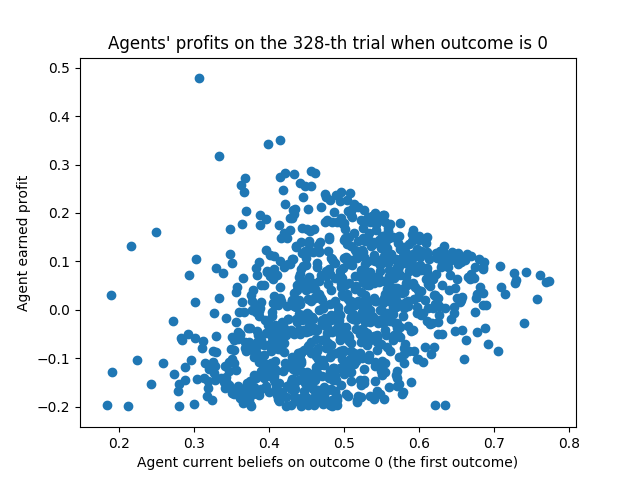 Agents' profits on the 328-th trial when outcome is 0
0.5
0.4
0.3
0.2
0.1
0.0
−0.1
−0.2
Agent earned profit
0.2 0.3 0.4 0.5 0.6 0.7 0.8
Agent current beliefs on outcome 0 (the first outcome)